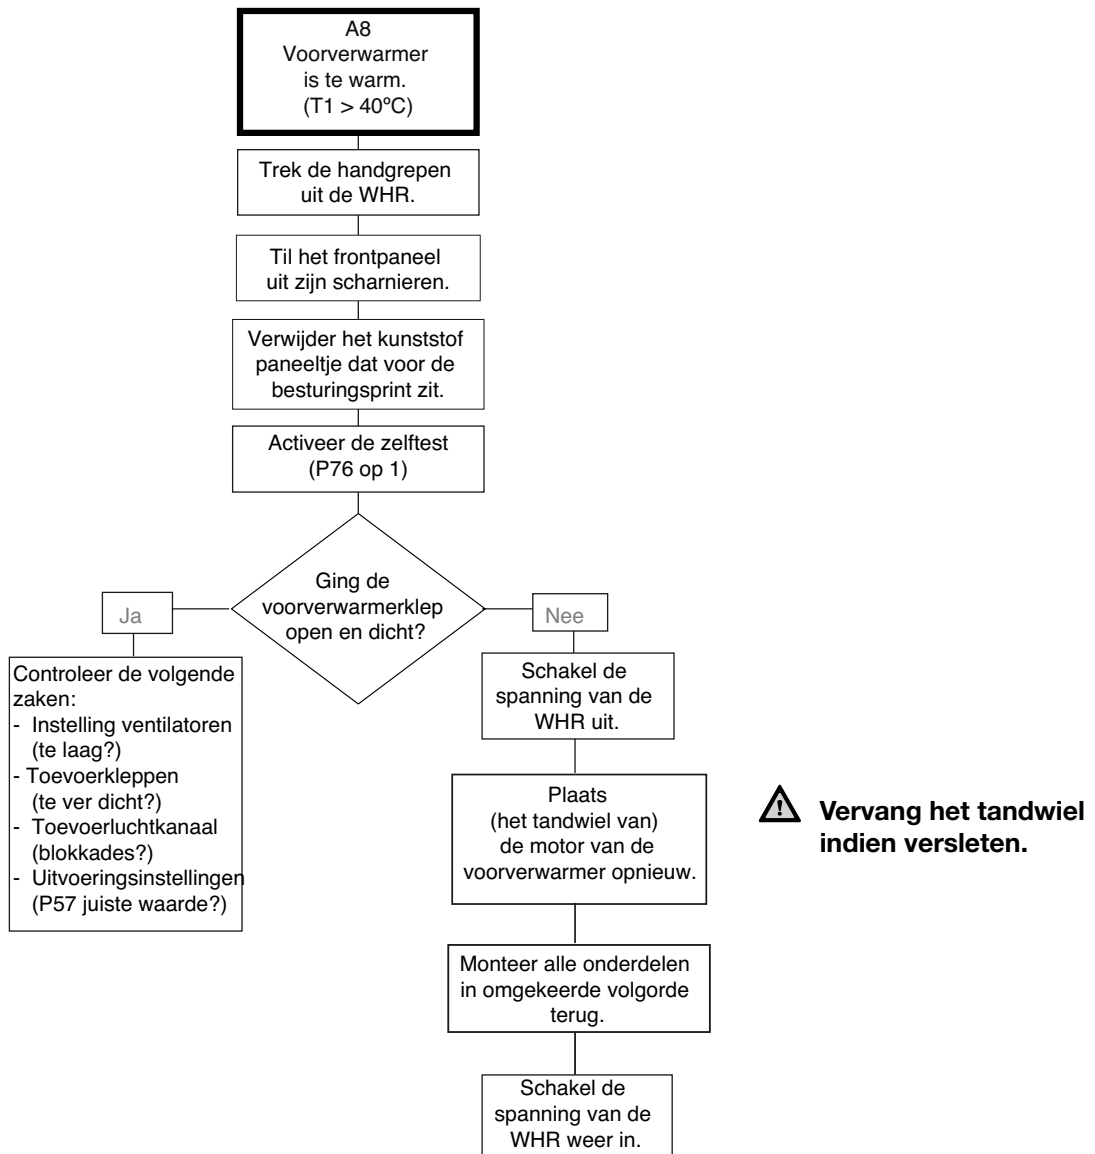 A8
Voorverwarmer
is te warm.
(T1 > 40ºC)
Trek de handgrepen
uit de WHR.
Til het frontpaneel
uit zijn scharnieren.
Verwijder het kunststof
paneeltje dat voor de
besturingsprint zit.
Activeer de zelftest
(P76 op 1)
Ging de
voorverwarmerklep
open en dicht?
Ja
Nee
Controleer de volgende
zaken:
- Instelling ventilatoren
(te laag?)
- Toevoerkleppen
(te ver dicht?)
- Toevoerluchtkanaal
(blokkades?)
- Uitvoeringsinstellingen
(P57 juiste waarde?)
Schakel de
spanning van de
WHR uit.
Plaats
(het tandwiel van)
de motor van de
voorverwarmer opnieuw.
Vervang het tandwiel
indien versleten.
Monteer alle onderdelen
in omgekeerde volgorde
terug.
Schakel de
spanning van de
WHR weer in.